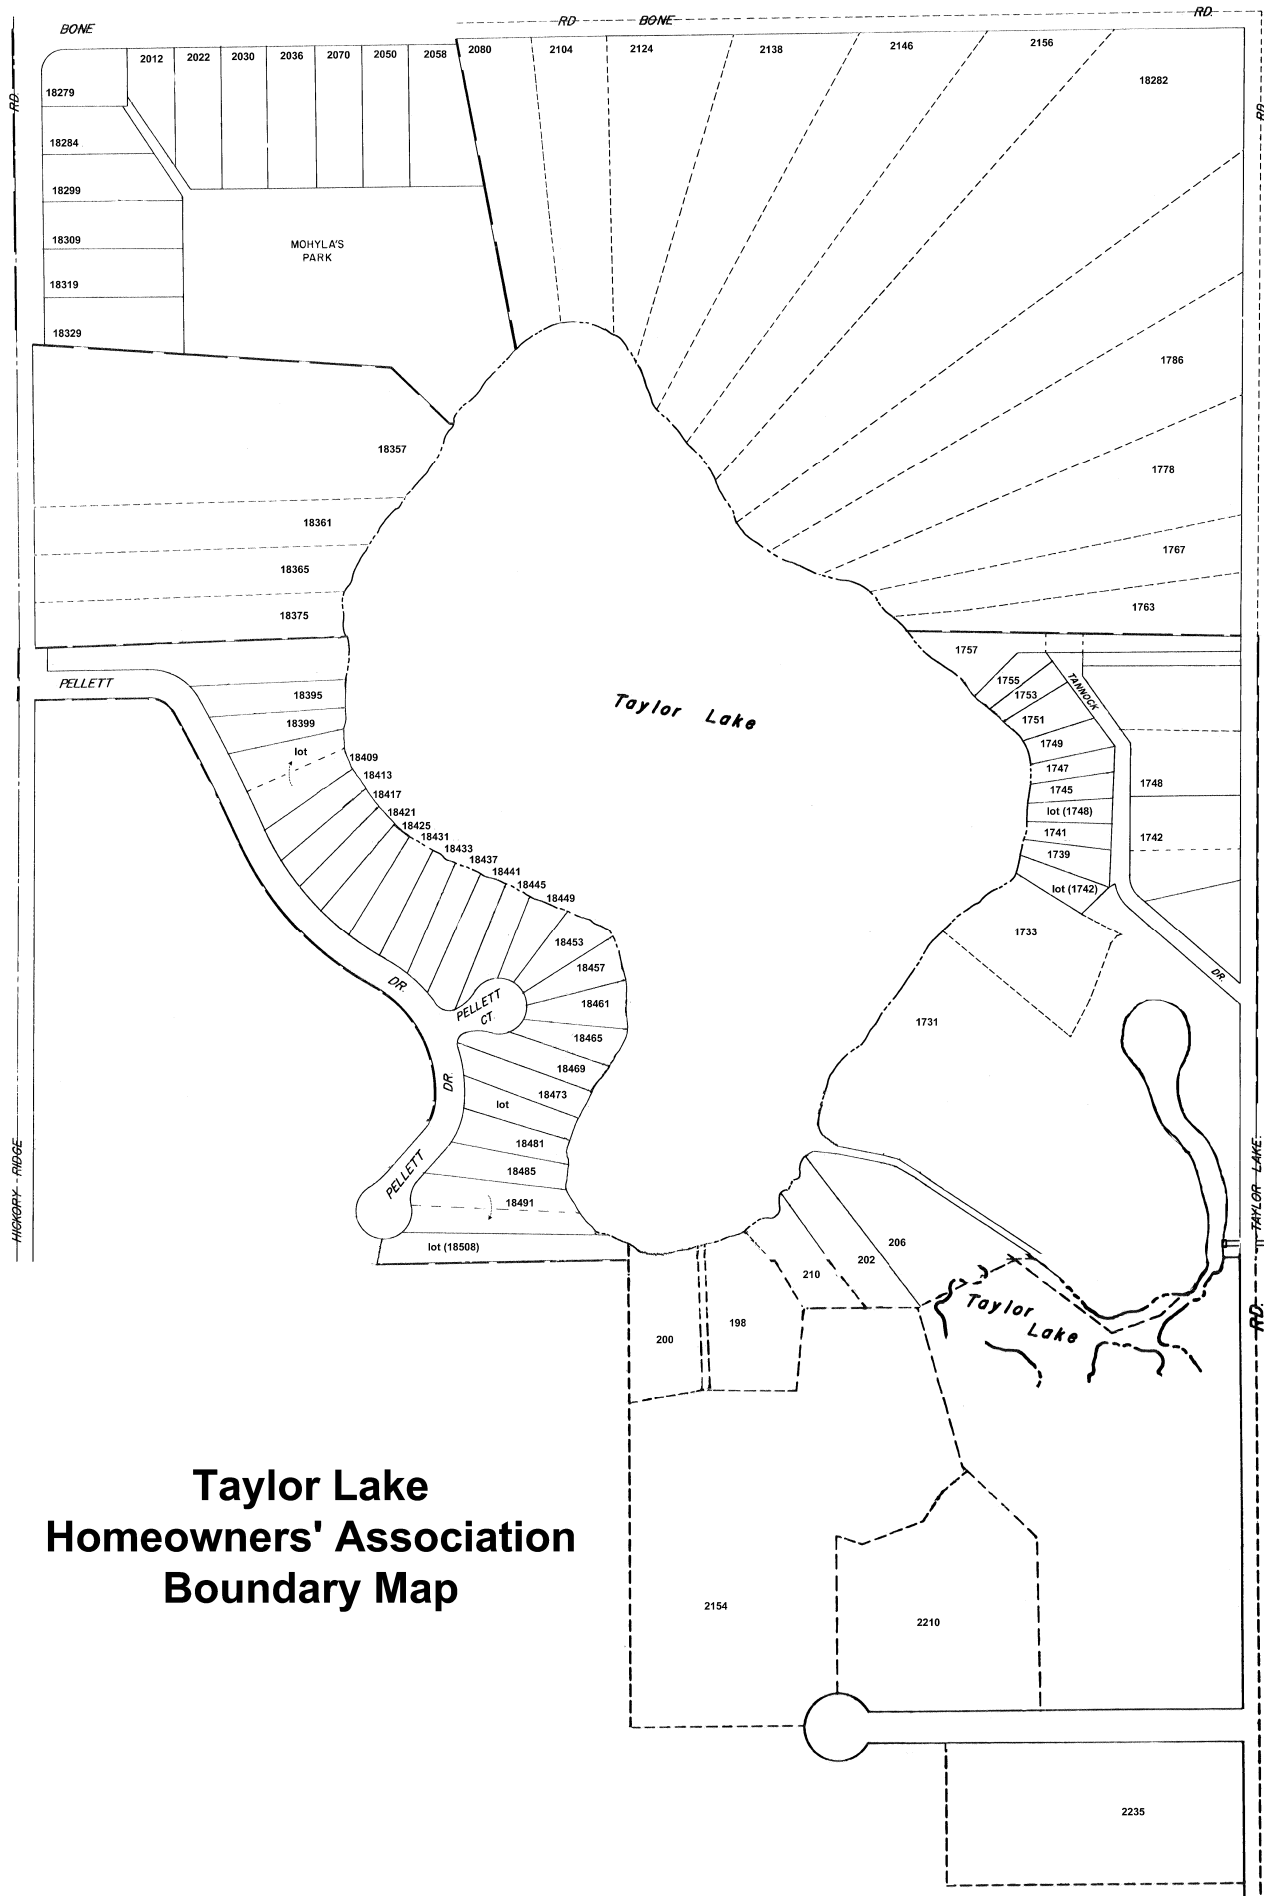 BONE
RD
BONE
RD.
2012
2022
2030
2036
2070
2050
2058
2080
2104
2124
2138
2146
2156
18282
RD.
RD.
18279
18284
18299
18309
18319
18329
MOHYLA'S
PARK
18357
18361
18365
18375
1786
1778
1767
1763
1757
PELLETT
18395
18399
lot
18409
18413
18417
18421
18425
18431
18433
18437
18441
18445
18449
18453
18457
18461
18465
18469
18473
lot
18481
18485
18491
lot (18508)
Taylor Lake
1755
1753
1751
1749
1747
1745
lot (1748)
1741
1739
lot (1742)
TANNOCK
1748
1742
1733
1731
DR.
DR.
PELLETT
CT.
DR.
PELLETT
HICKORY RIDGE
TAYLOR LAKE
RD.
206
202
210
198
200
Taylor
Lake
Taylor Lake
Homeowners' Association
Boundary Map
2154
2210
2235